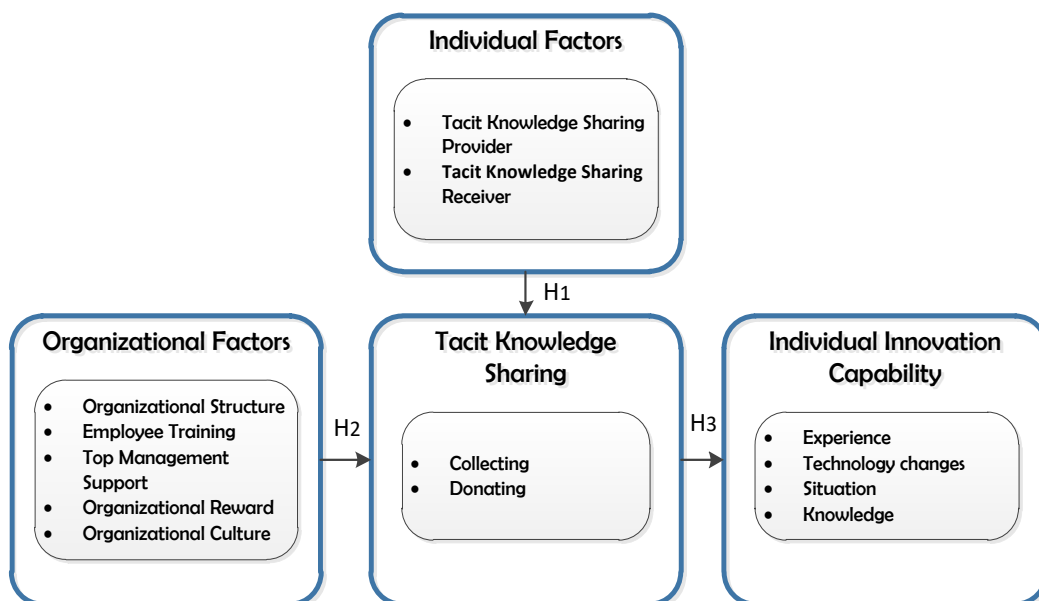 Individual Factors
• Tacit Knowledge Sharing
Provider
• Tacit Knowledge Sharing
Receiver
H1
Organizational Factors
• Organizational Structure
• Employee Training
• Top Management
Support
• Organizational Reward
• Organizational Culture
H2
Tacit Knowledge
Sharing
• Collecting
• Donating
H3
Individual Innovation
Capability
• Experience
• Technology changes
• Situation
• Knowledge